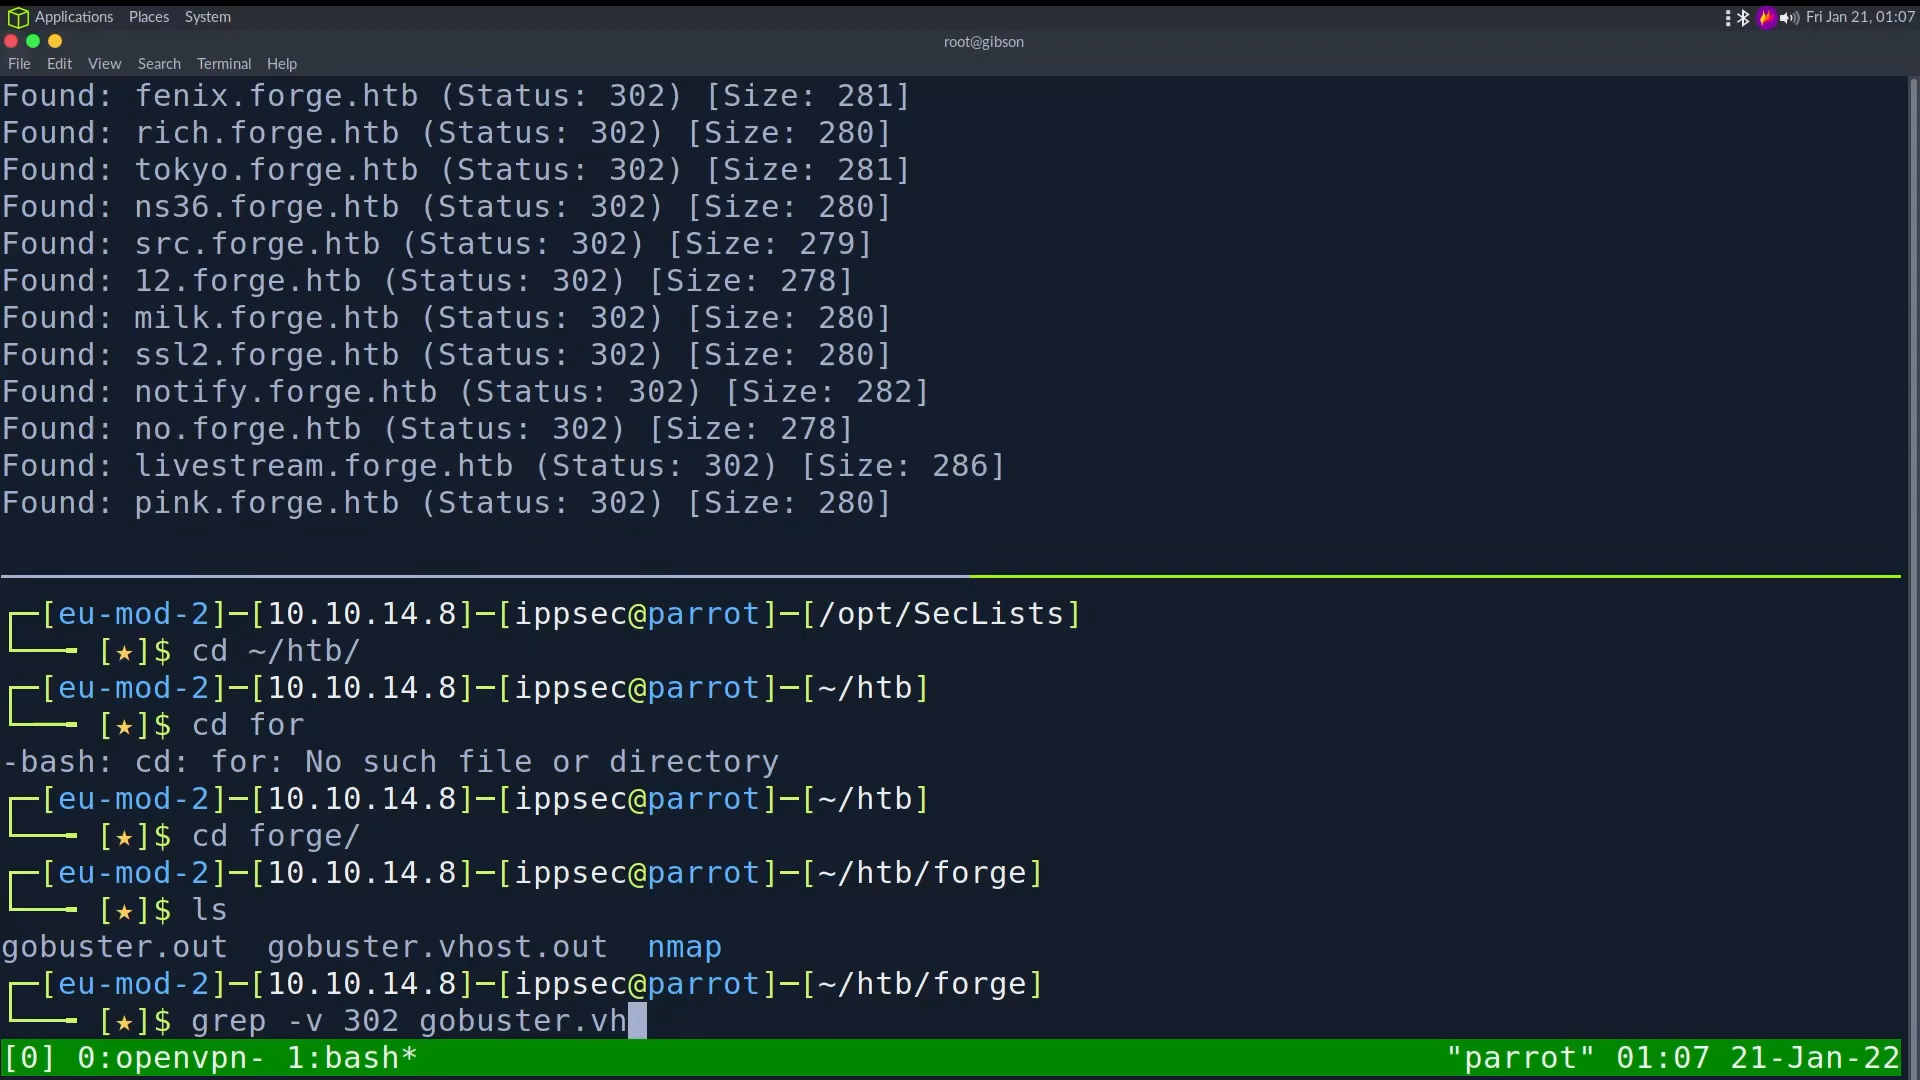 Applications Places System Fri Jan 21, 01:07
root@gibson
File Edit View Search Terminal Help
Found: fenix.forge.htb (Status: 302) [Size: 281]
Found: rich.forge.htb (Status: 302) [Size: 280]
Found: tokyo.forge.htb (Status: 302) [Size: 281]
Found: ns36.forge.htb (Status: 302) [Size: 280]
Found: src.forge.htb (Status: 302) [Size: 279]
Found: 12.forge.htb (Status: 302) [Size: 278]
Found: milk.forge.htb (Status: 302) [Size: 280]
Found: ssl2.forge.htb (Status: 302) [Size: 280]
Found: notify.forge.htb (Status: 302) [Size: 282]
Found: no.forge.htb (Status: 302) [Size: 278]
Found: livestream.forge.htb (Status: 302) [Size: 286]
Found: pink.forge.htb (Status: 302) [Size: 280]
┌─[eu-mod-2]─[10.10.14.8]─[ippsec@parrot]─[/opt/SecLists]
└──╼ [★]$ cd ~/htb/
┌─[eu-mod-2]─[10.10.14.8]─[ippsec@parrot]─[~/htb]
└──╼ [★]$ cd for
-bash: cd: for: No such file or directory
┌─[eu-mod-2]─[10.10.14.8]─[ippsec@parrot]─[~/htb]
└──╼ [★]$ cd forge/
┌─[eu-mod-2]─[10.10.14.8]─[ippsec@parrot]─[~/htb/forge]
└──╼ [★]$ ls
gobuster.out  gobuster.vhost.out  nmap
┌─[eu-mod-2]─[10.10.14.8]─[ippsec@parrot]─[~/htb/forge]
└──╼ [★]$ grep -v 302 gobuster.vh
[0] 0:openvpn- 1:bash* "parrot" 01:07 21-Jan-22